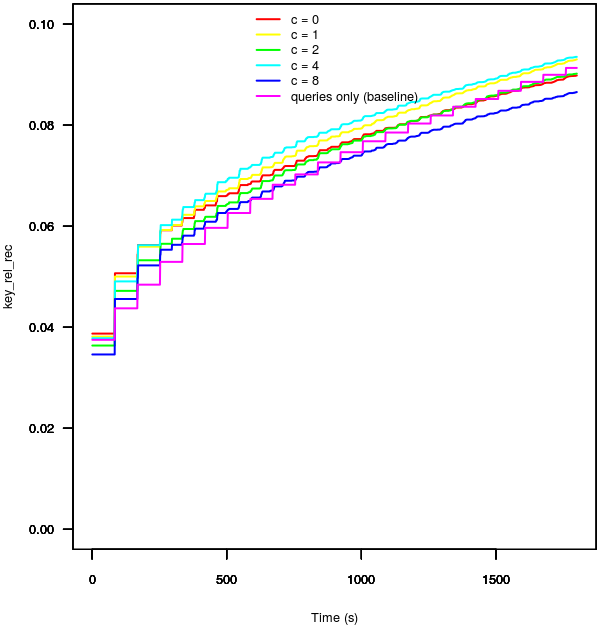 c = 0
c = 1
c = 2
c = 4
c = 8
queries only (baseline)
0.10
0.08
0.06
0.04
0.02
0.00
key_rel_rec
0 500 1000 1500
Time (s)